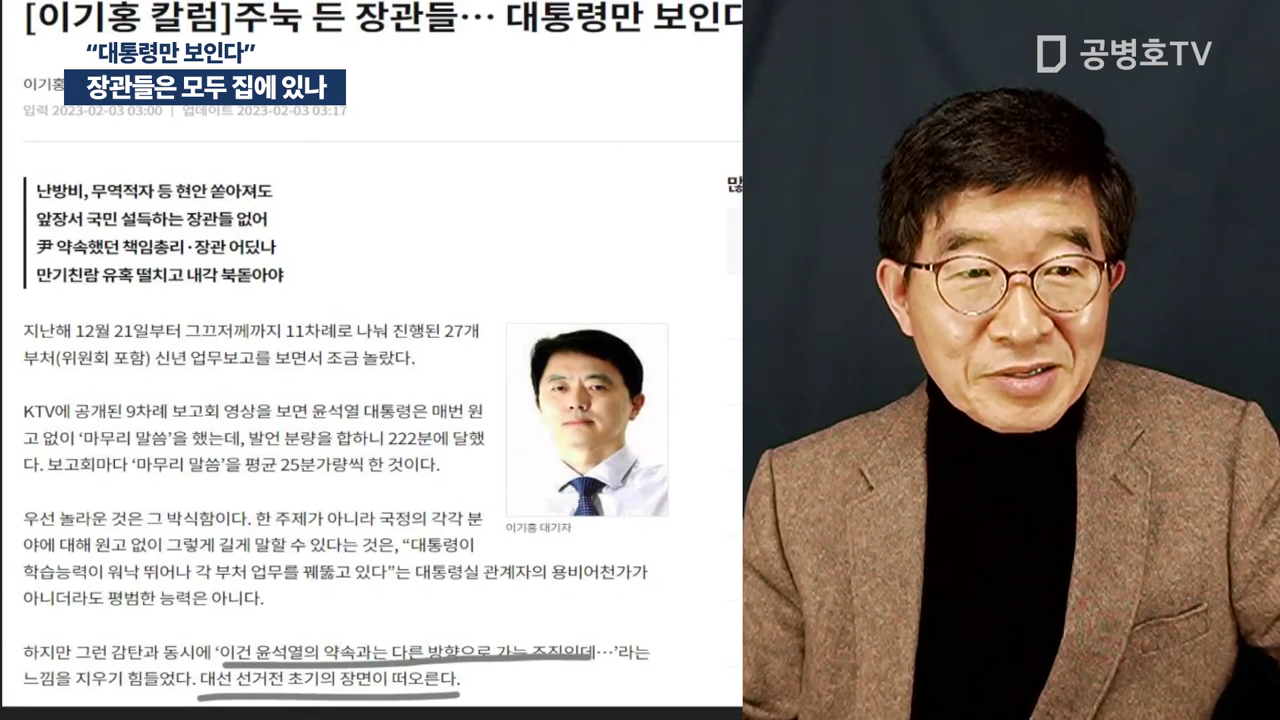 [이기홍 칼럼]주눅 든 장관들… 대통령만 보인다
“대통령만 보인다”
장관들은 모두 집에 있나
공병호TV
이기홍
입력 2023-02-03 03:00 | 업데이트 2023-02-03 03:17
난방비, 무역적자 등 현안 쏟아져도
앞장서 국민 설득하는 장관들 없어
尹 약속했던 책임총리·장관 어딨나
만기친람 유혹 떨치고 내각 북돋아야
많
지난해 12월 21일부터 그끄저께까지 11차례로 나눠 진행된 27개
부처(위원회 포함) 신년 업무보고를 보면서 조금 놀랐다.
KTV에 공개된 9차례 보고회 영상을 보면 윤석열 대통령은 매번 원
고 없이 ‘마무리 말씀’을 했는데, 발언 분량을 합하니 222분에 달했
다. 보고회마다 ‘마무리 말씀’을 평균 25분가량씩 한 것이다.
이기홍 대기자
우선 놀라운 것은 그 박식함이다. 한 주제가 아니라 국정의 각각 분
야에 대해 원고 없이 그렇게 길게 말할 수 있다는 것은, “대통령이
학습능력이 워낙 뛰어나 각 부처 업무를 꿰뚫고 있다”는 대통령실 관계자의 용비어천가가
아니더라도 평범한 능력은 아니다.
하지만 그런 감탄과 동시에 ‘이건 윤석열의 약속과는 다른 방향으로 가는 조짐인데…’라는
느낌을 지우기 힘들었다. 대선 선거전 초기의 장면이 떠오른다.